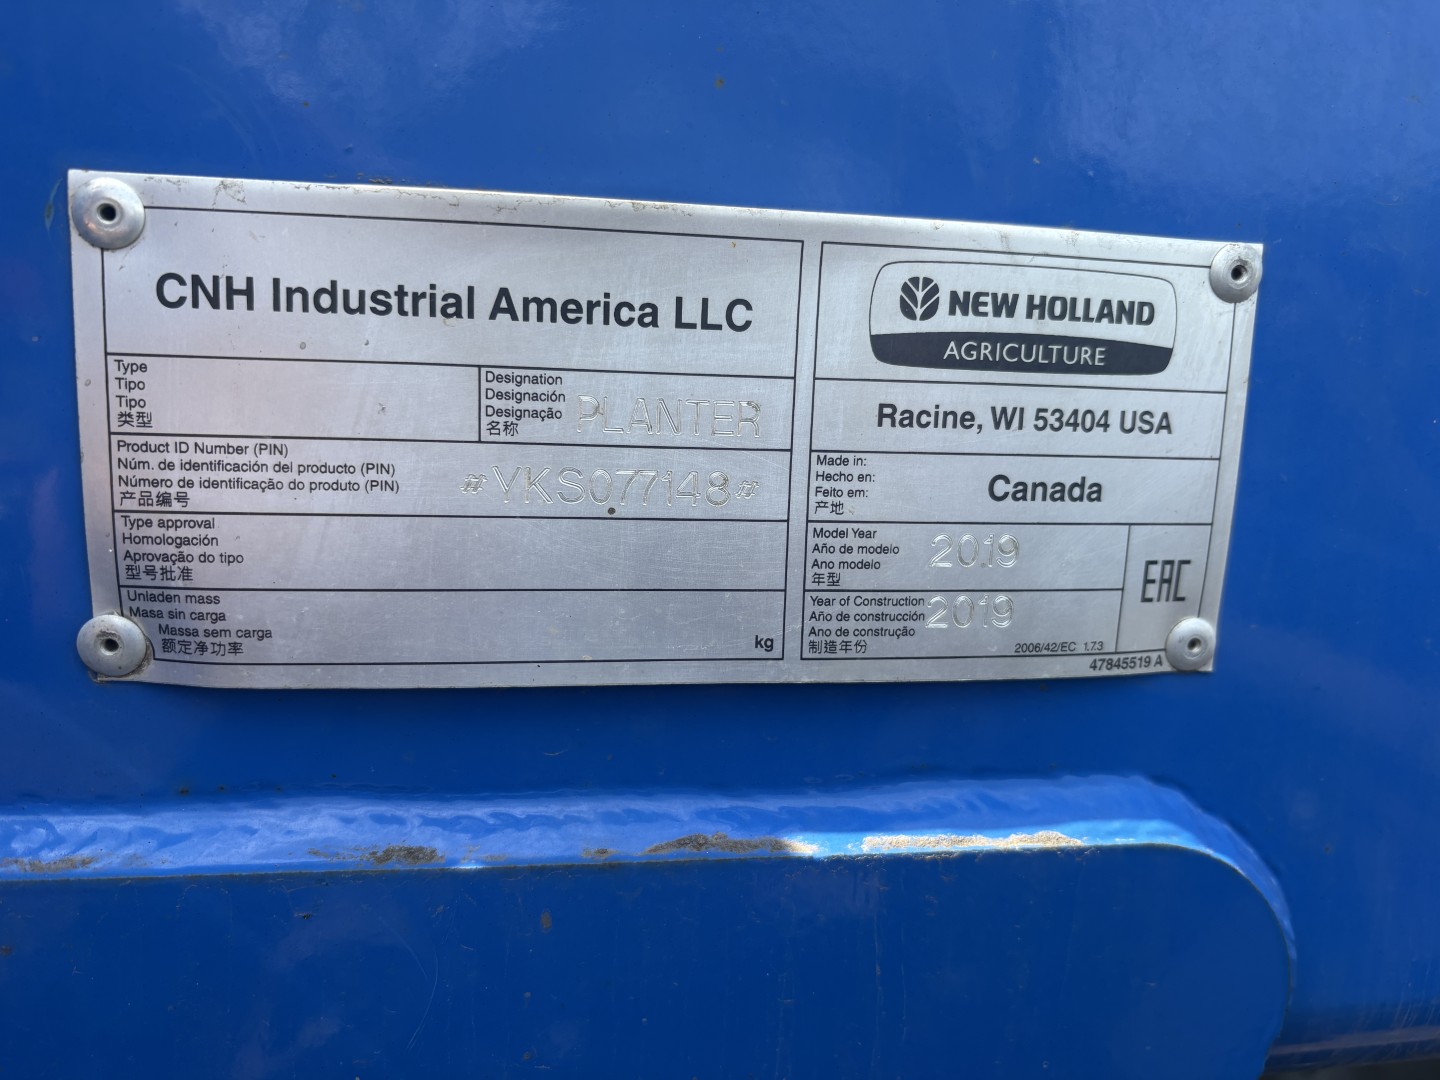 CNH Industrial America LLC
Type
Tipo
Tipo
类型
Designation
Designación
Designação
名称
PLANTER
Product ID Number (PIN)
Núm. de identificación del producto (PIN)
Número de identificação do produto (PIN)
产品编号
#YKS077148#
Type approval
Homologación
Aprovação do tipo
型号批准
Unladen mass
Masa sin carga
Massa sem carga
额定净功率
kg
NEW HOLLAND
AGRICULTURE
Racine, WI 53404 USA
Made in:
Hecho en:
Feito em:
产地
Canada
Model Year
Año de modelo
Ano modelo
年型
2019
Year of Construction
Año de construcción
Ano de construção
制造年份
2019
EAC
2006/42/EC 1.7.3
47845519 A